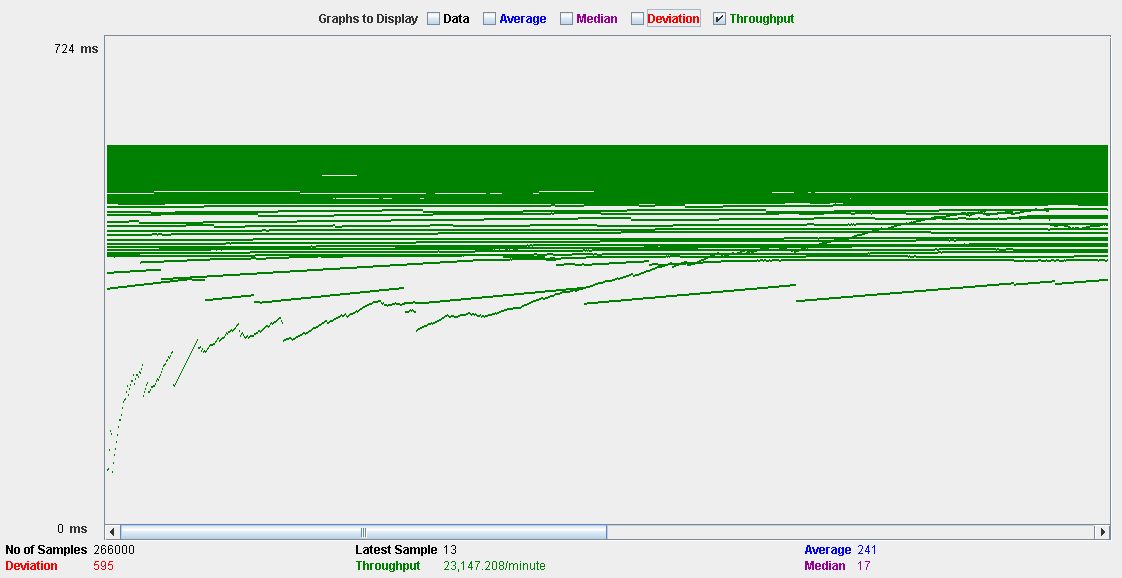 Graphs to Display Data Average Median Deviation Throughput
724 ms
0 ms
No of Samples 266000 Latest Sample 13 Average 241
Deviation 595 Throughput 23,147.208/minute Median 17